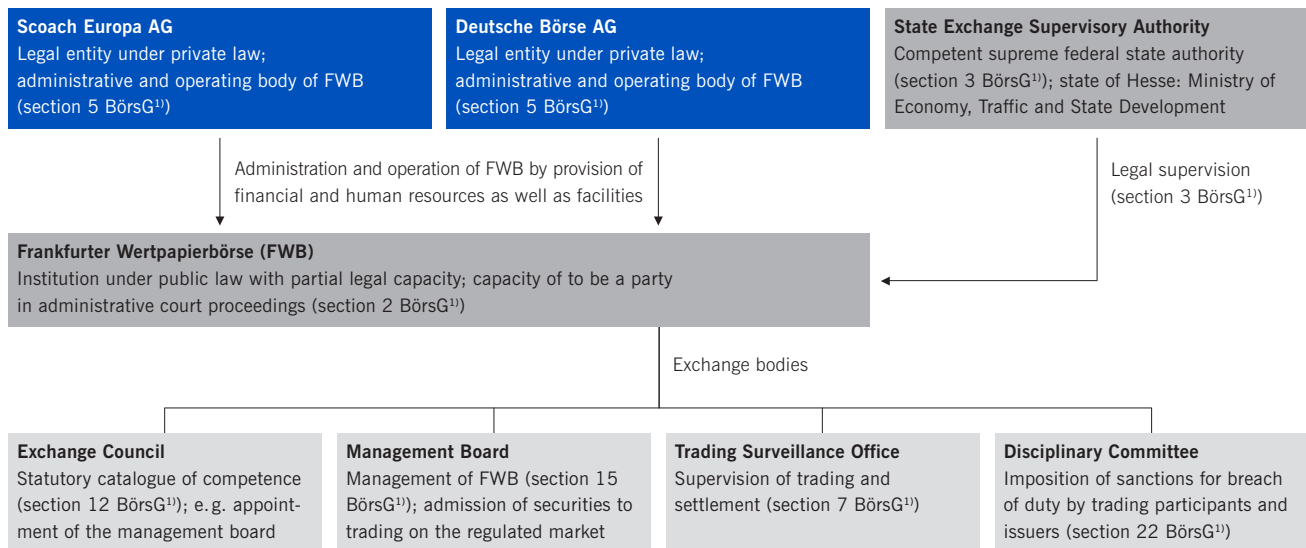 Scoach Europa AG
Legal entity under private law;
administrative and operating body of FWB
(section 5 BörsG1))
Deutsche Börse AG
Legal entity under private law;
administrative and operating body of FWB
(section 5 BörsG1))
State Exchange Supervisory Authority
Competent supreme federal state authority
(section 3 BörsG1)); state of Hesse: Ministry of
Economy, Traffic and State Development
Administration and operation of FWB by provision of
financial and human resources as well as facilities
Legal supervision
(section 3 BörsG1))
Frankfurter Wertpapierbörse (FWB)
Institution under public law with partial legal capacity; capacity of to be a party
in administrative court proceedings (section 2 BörsG1))
Exchange bodies
Exchange Council
Statutory catalogue of competence
(section 12 BörsG1)); e.g. appoint-
ment of the management board
Management Board
Management of FWB (section 15
BörsG1)); admission of securities to
trading on the regulated market
Trading Surveillance Office
Supervision of trading and
settlement (section 7 BörsG1))
Disciplinary Committee
Imposition of sanctions for breach
of duty by trading participants and
issuers (section 22 BörsG1))